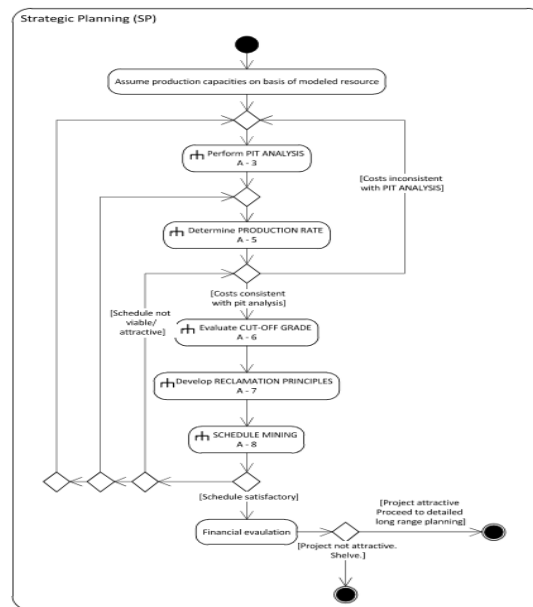 Strategic Planning (SP)
Assume production capacities on basis of modeled resource
Perform PIT ANALYSIS
A - 3
[Costs inconsistent
with PIT ANALYSIS]
Determine PRODUCTION RATE
A - 5
[Schedule not
viable/
attractive]
[Costs consistent
with pit analysis]
Evaluate CUT-OFF GRADE
A - 6
Develop RECLAMATION PRINCIPLES
A - 7
SCHEDULE MINING
A - 8
[Schedule satisfactory]
Financial evaulation
[Project attractive
Proceed to detailed
long range planning]
[Project not attractive.
Shelve.]